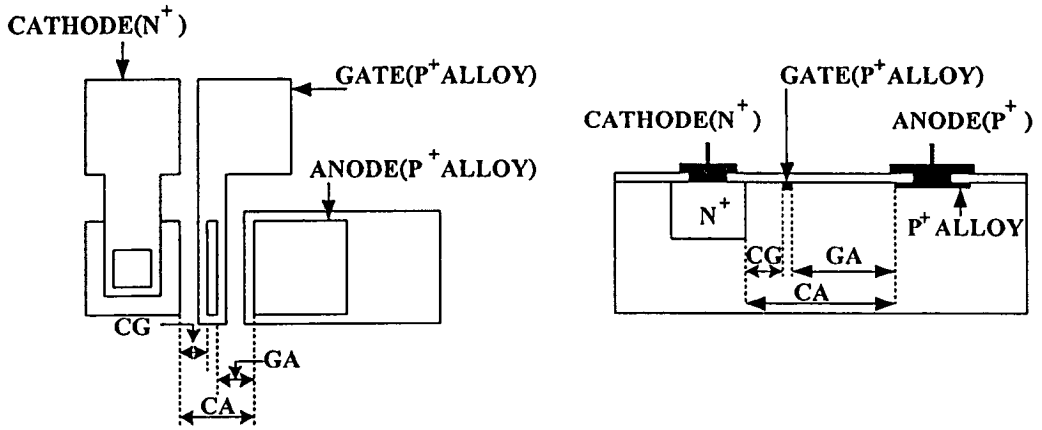 CATHODE(N+)
GATE(P+ALLOY)
ANODE(P+ALLOY)
CG
GA
CA
GATE(P+ALLOY)
CATHODE(N+)
ANODE(P+)
N+
P+ALLOY
CG
GA
CA